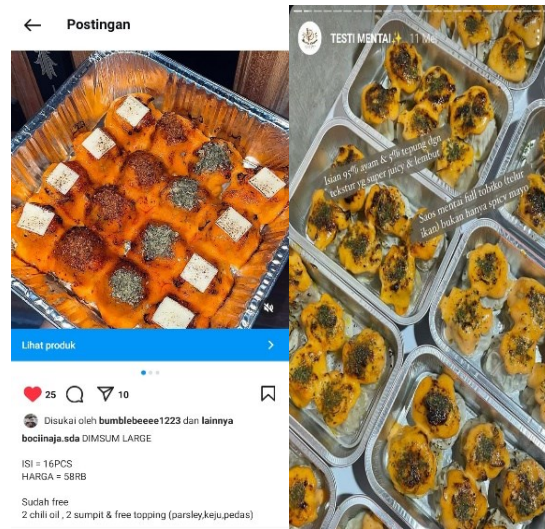 Postingan
Lihat produk
25
10
Disukai oleh bumblebeeee1223 dan lainnya
bociinaja.sda DIMSUM LARGE
ISI = 16PCS
HARGA = 58RB
Sudah free
2 chili oil , 2 sumpit & free topping (parsley,keju,pedas)
TESTI MENTAI✨ 11 Mei
Isian 95% ayam & 5% tepung dgn
tekstur yg super juicy & lembut
Saos mentai full tobiko (telur
ikan) bukan hanya spicy mayo